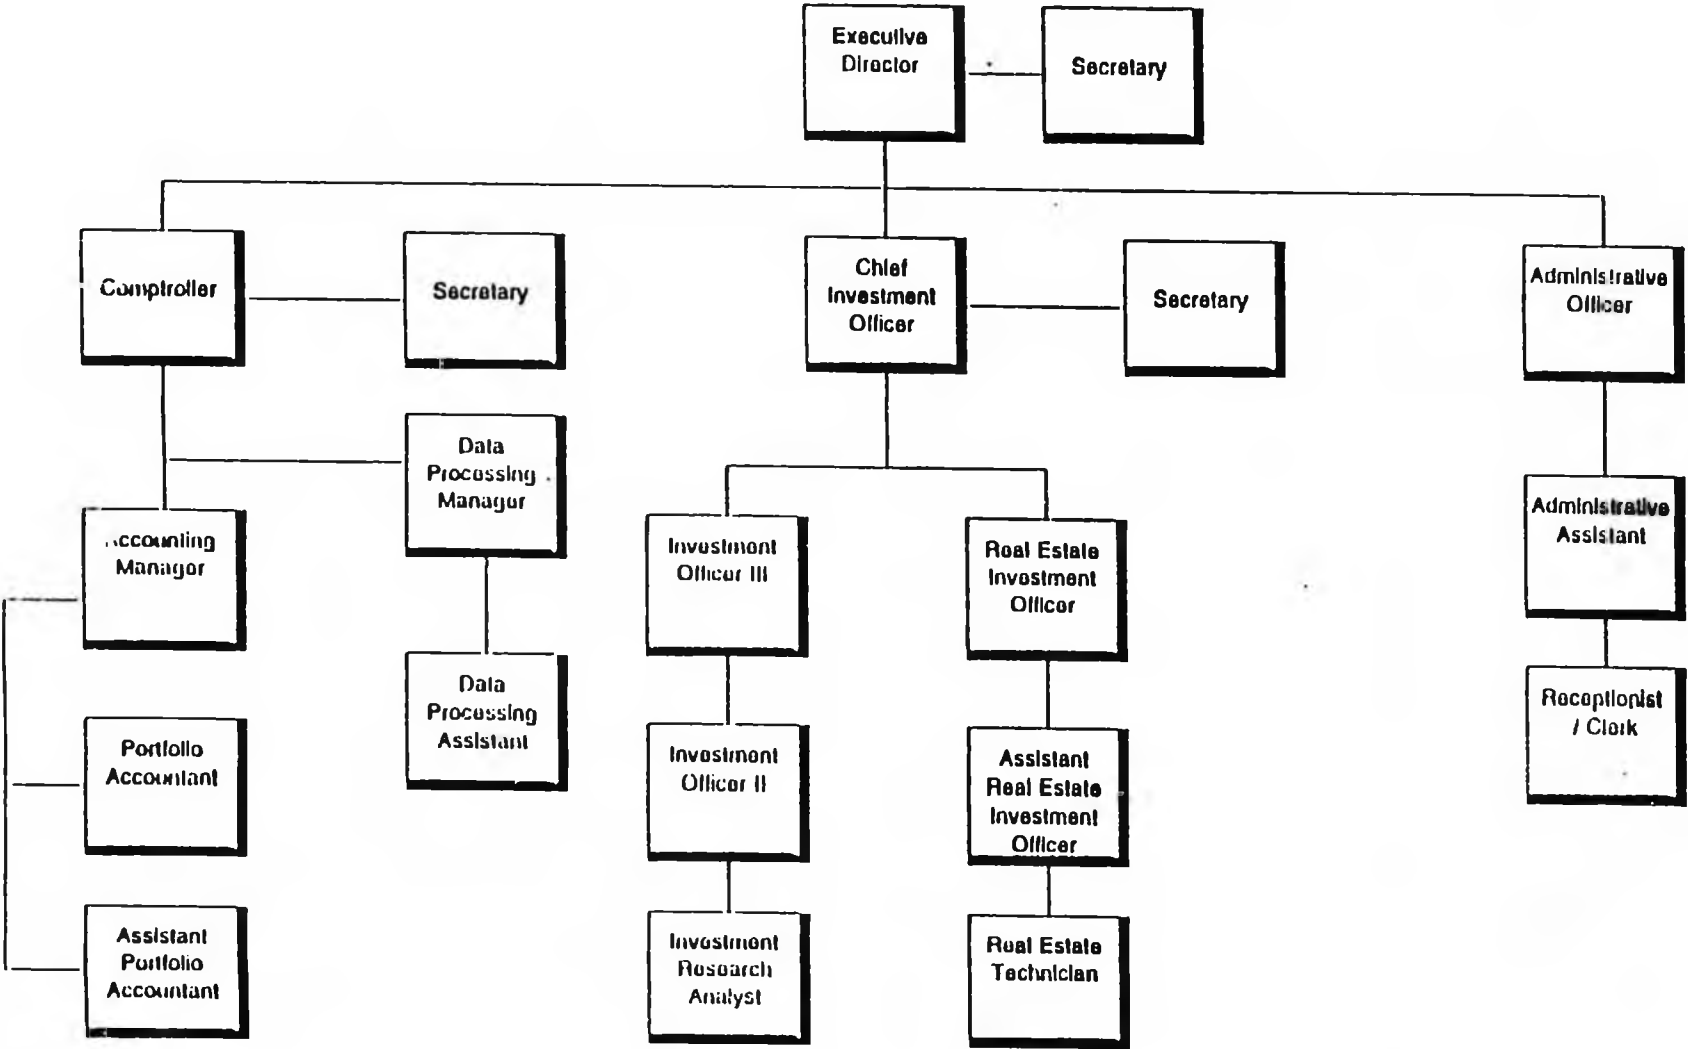 Executive
Director
Secretary
Comptroller
Secretary
Chief
Investment
Officer
Secretary
Administrative
Officer
Data
Processing
Manager
Accounting
Manager
Investment
Officer III
Real Estate
Investment
Officer
Administrative
Assistant
Data
Processing
Assistant
Receptionist
/ Clerk
Portfolio
Accountant
Investment
Officer II
Assistant
Real Estate
Investment
Officer
Assistant
Portfolio
Accountant
Investment
Research
Analyst
Real Estate
Technician